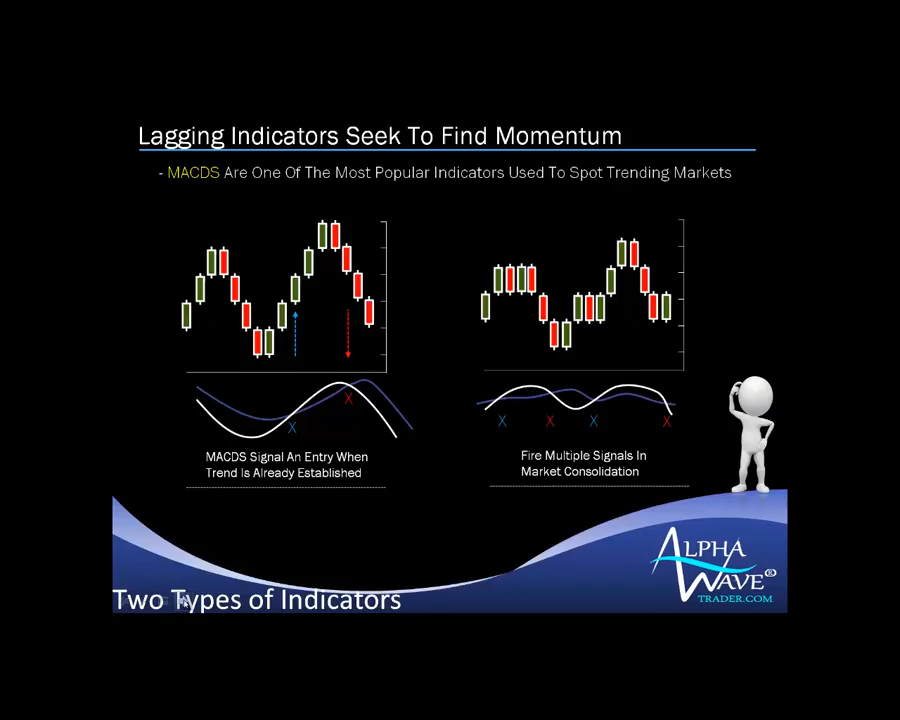 Lagging Indicators Seek To Find Momentum
- MACDS Are One Of The Most Popular Indicators Used To Spot Trending Markets
X
X
X
X
X
X
MACDS Signal An Entry When
Trend Is Already Established
Fire Multiple Signals In
Market Consolidation
ALPHA
WAVE®
TRADER.COM
Two Types of Indicators